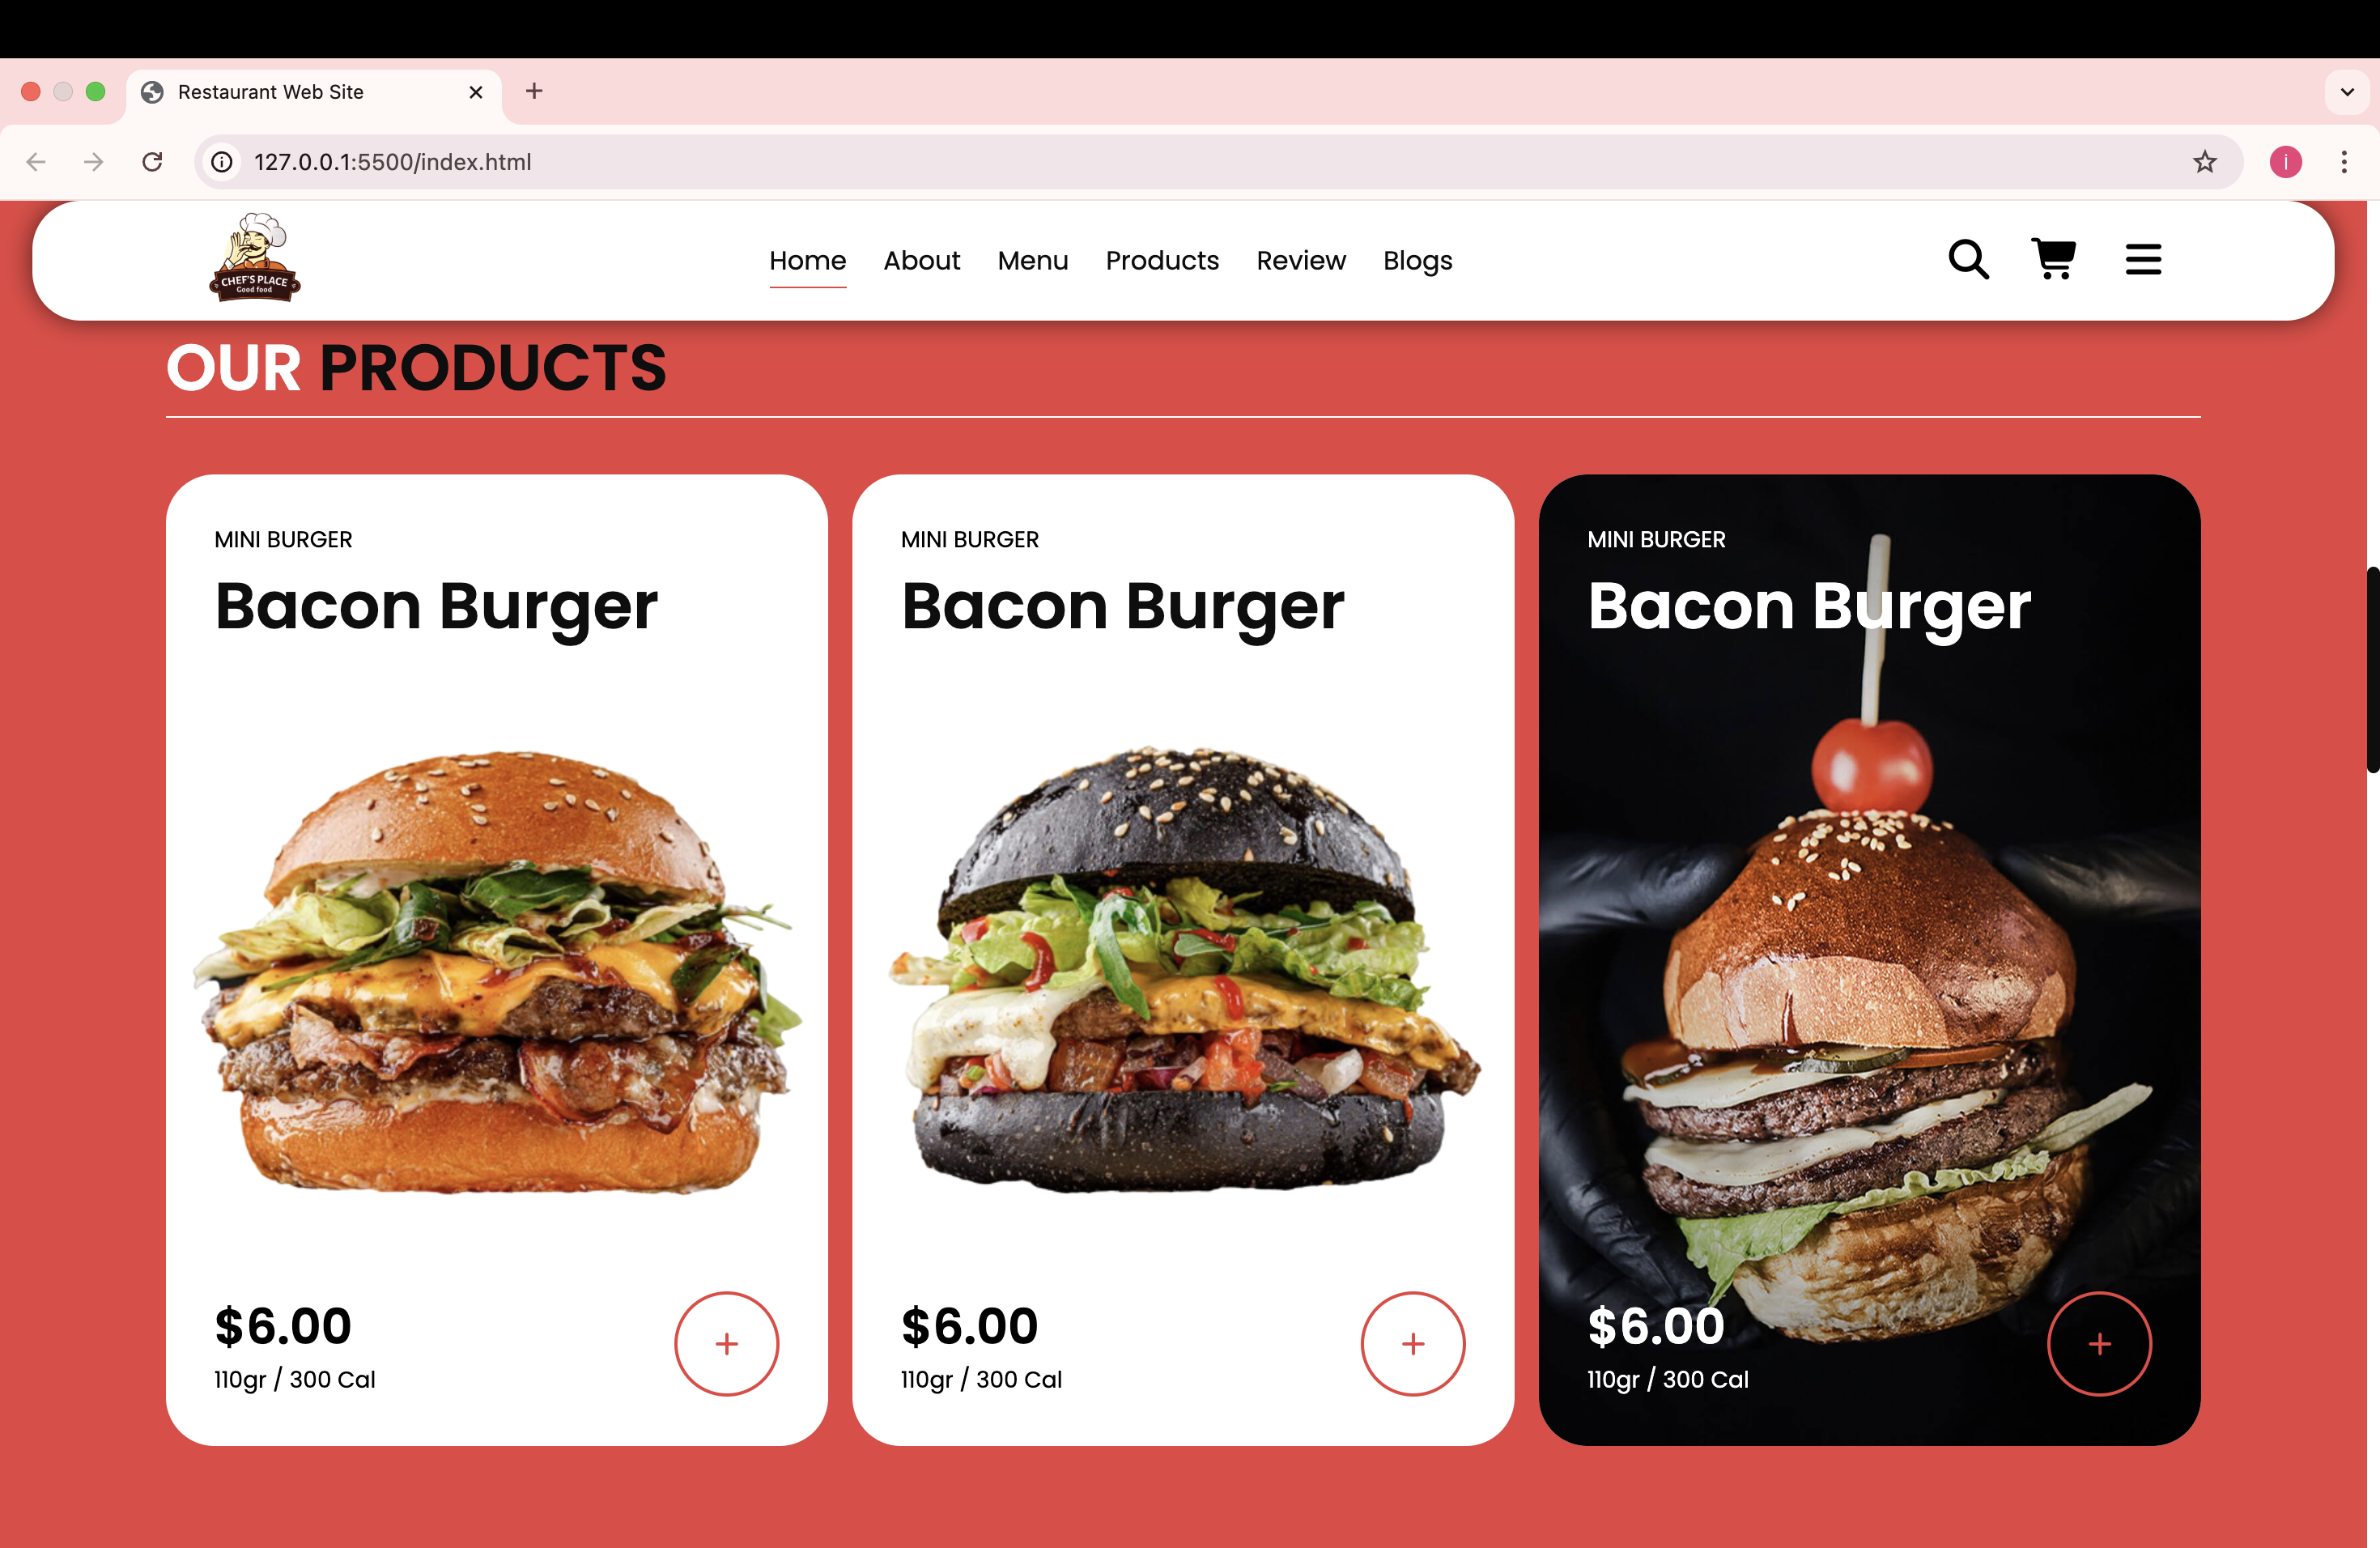 Restaurant Web Site
127.0.0.1:5500/index.html
i
CHEF'S PLACE
Good food
Home About Menu Products Review Blogs
OUR PRODUCTS
MINI BURGER
Bacon Burger
$6.00
110gr / 300 Cal
+
MINI BURGER
Bacon Burger
$6.00
110gr / 300 Cal
+
MINI BURGER
Bacon Burger
$6.00
110gr / 300 Cal
+